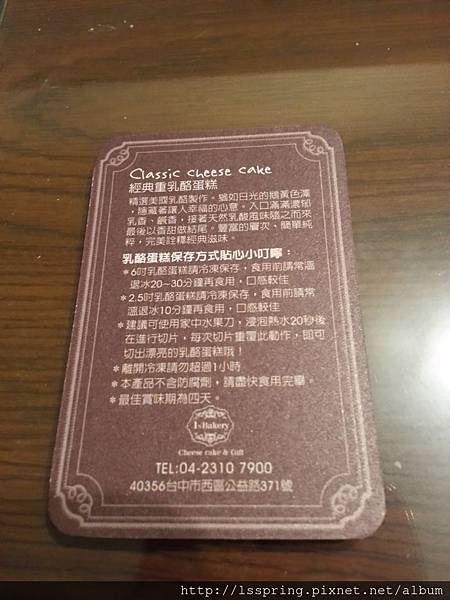 Classic cheese cake
經典重乳酪蛋糕
精選美國乳酪製作。猶如日光的鵝黃色澤
，隱藏著讓人幸福的心意。入口滿滿濃郁
乳香、鹹香，接著天然乳酸風味隨之而來
最後以香甜做結尾。豐富的層次、簡單純
粹，完美詮釋經典滋味。
乳酪蛋糕保存方式貼心小叮嚀：
*6吋乳酪蛋糕請冷凍保存，食用前請常溫
退冰20~30分鐘再食用，口感較佳
*2.5吋乳酪蛋糕請冷凍保存，食用前請常
溫退冰10分鐘再食用，口感較佳
*建議可使用家中水果刀，浸泡熱水20秒後
在進行切片，每次切片重覆此動作，即可
切出漂亮的乳酪蛋糕哦！
*離開冷凍請勿超過1小時
*本產品不含防腐劑，請盡快食用完畢。
*最佳賞味期為四天。
1's Bakery
Cheese cake & Gift
TEL:04-2310 7900
40356台中市西區公益路371號
http://lsspring.pixnet.net/album